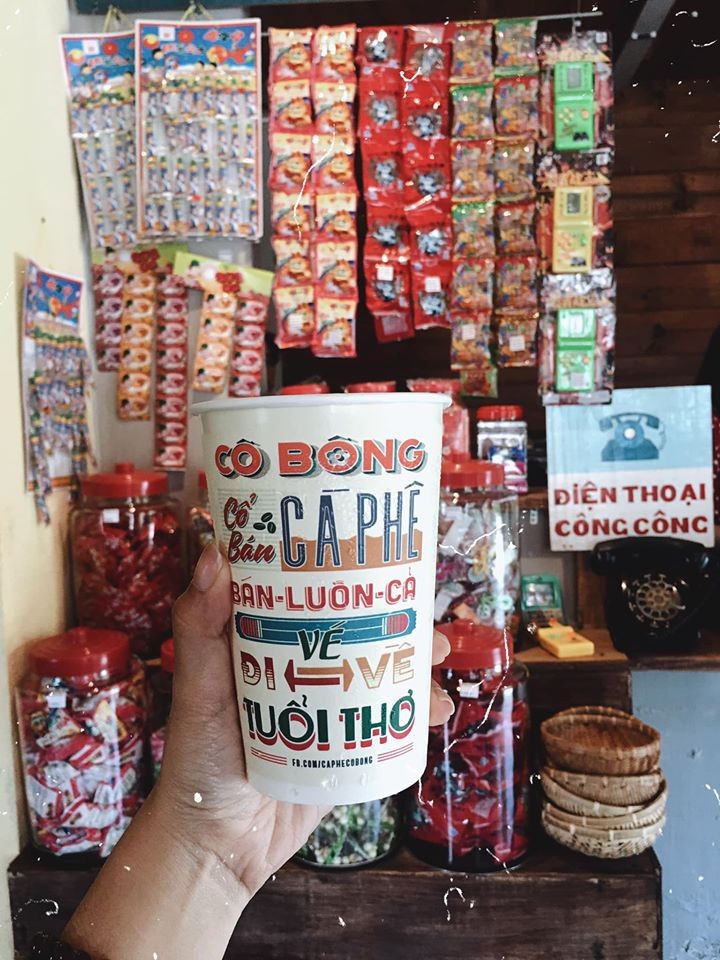 CÔ BÔNG
Cổ Bán CÀ PHÊ
BÁN-LUÔN-CẢ
VÉ
ĐI VỀ
TUỔI THƠ
FB.COM/CAPHECOBONG
ĐIỆN THOẠI
CÔNG CỘNG